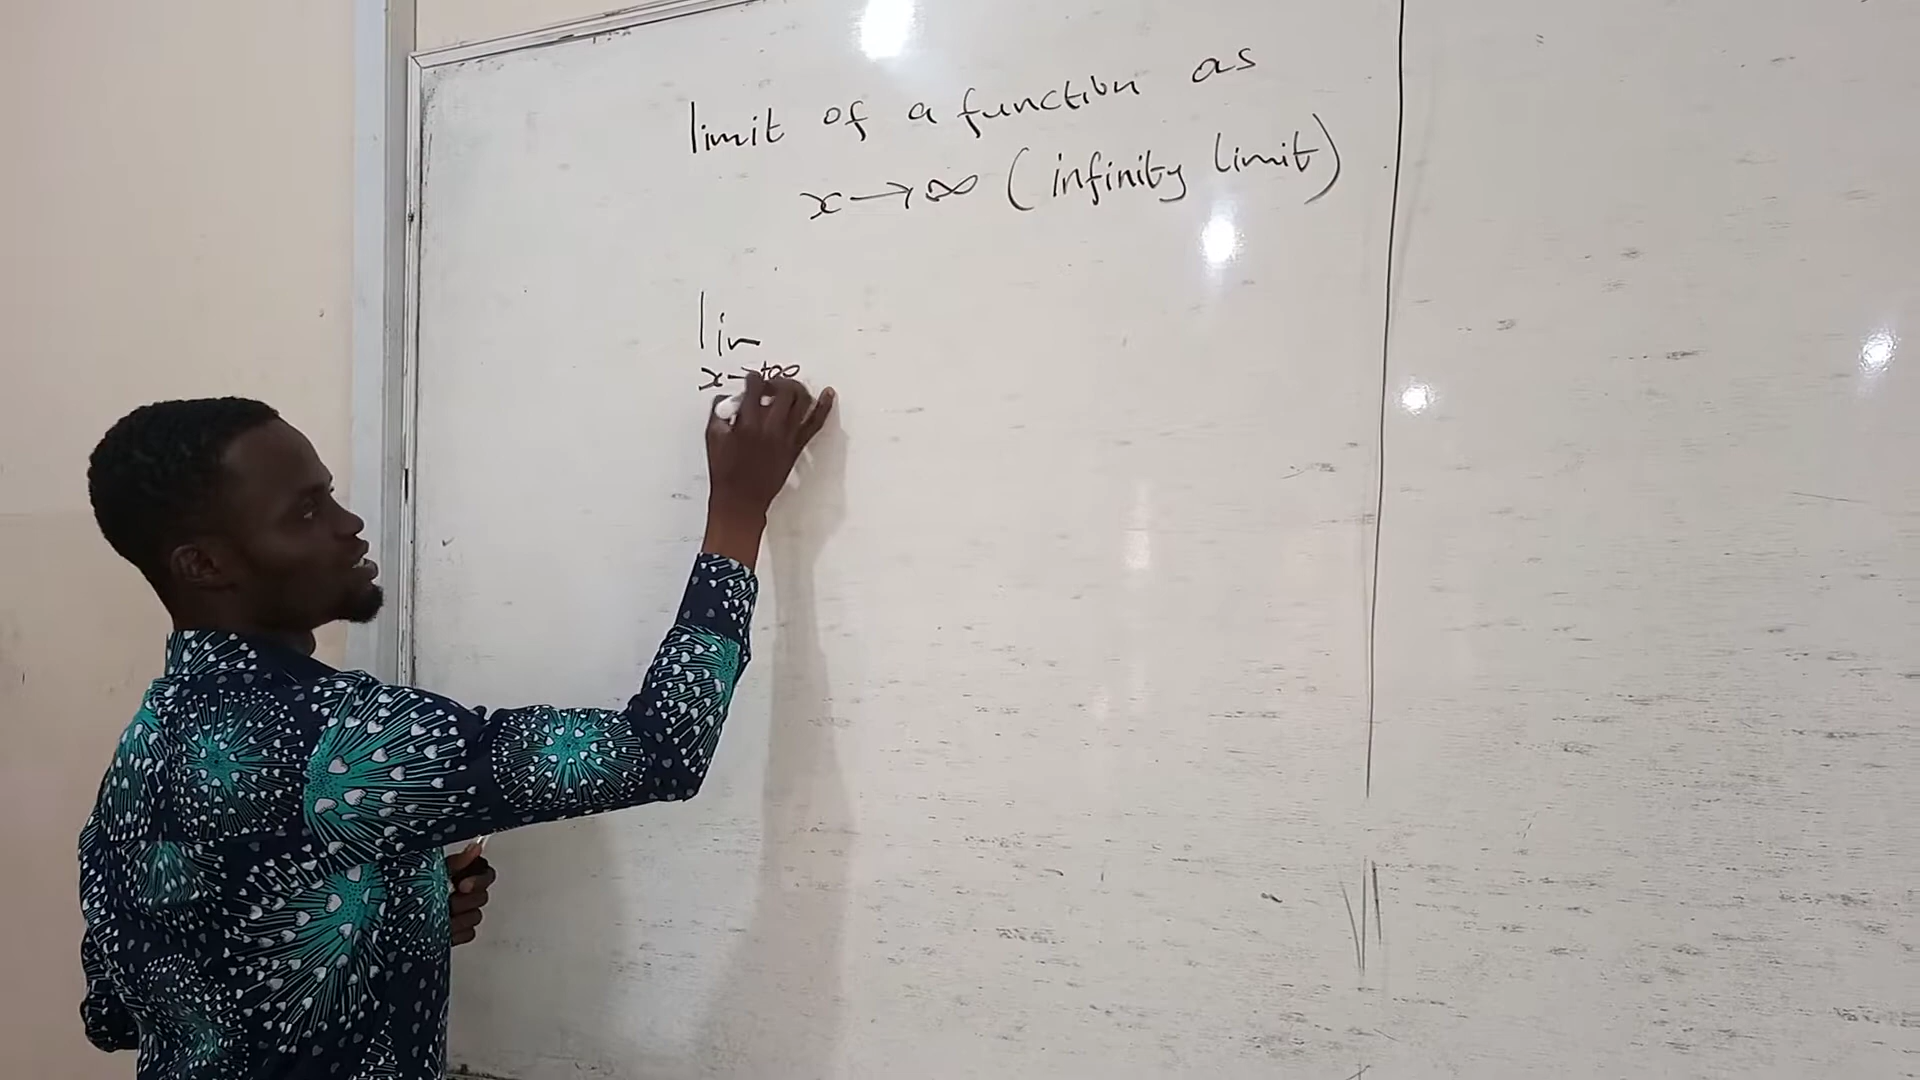 limit of a function as
x→∞ (infinity limit)
lim
x→+∞